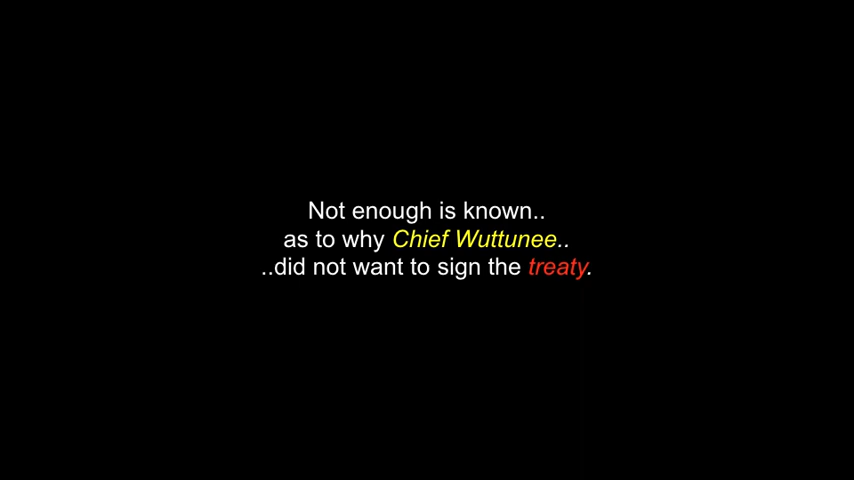 Not enough is known..
as to why Chief Wuttunee..
..did not want to sign the treaty.